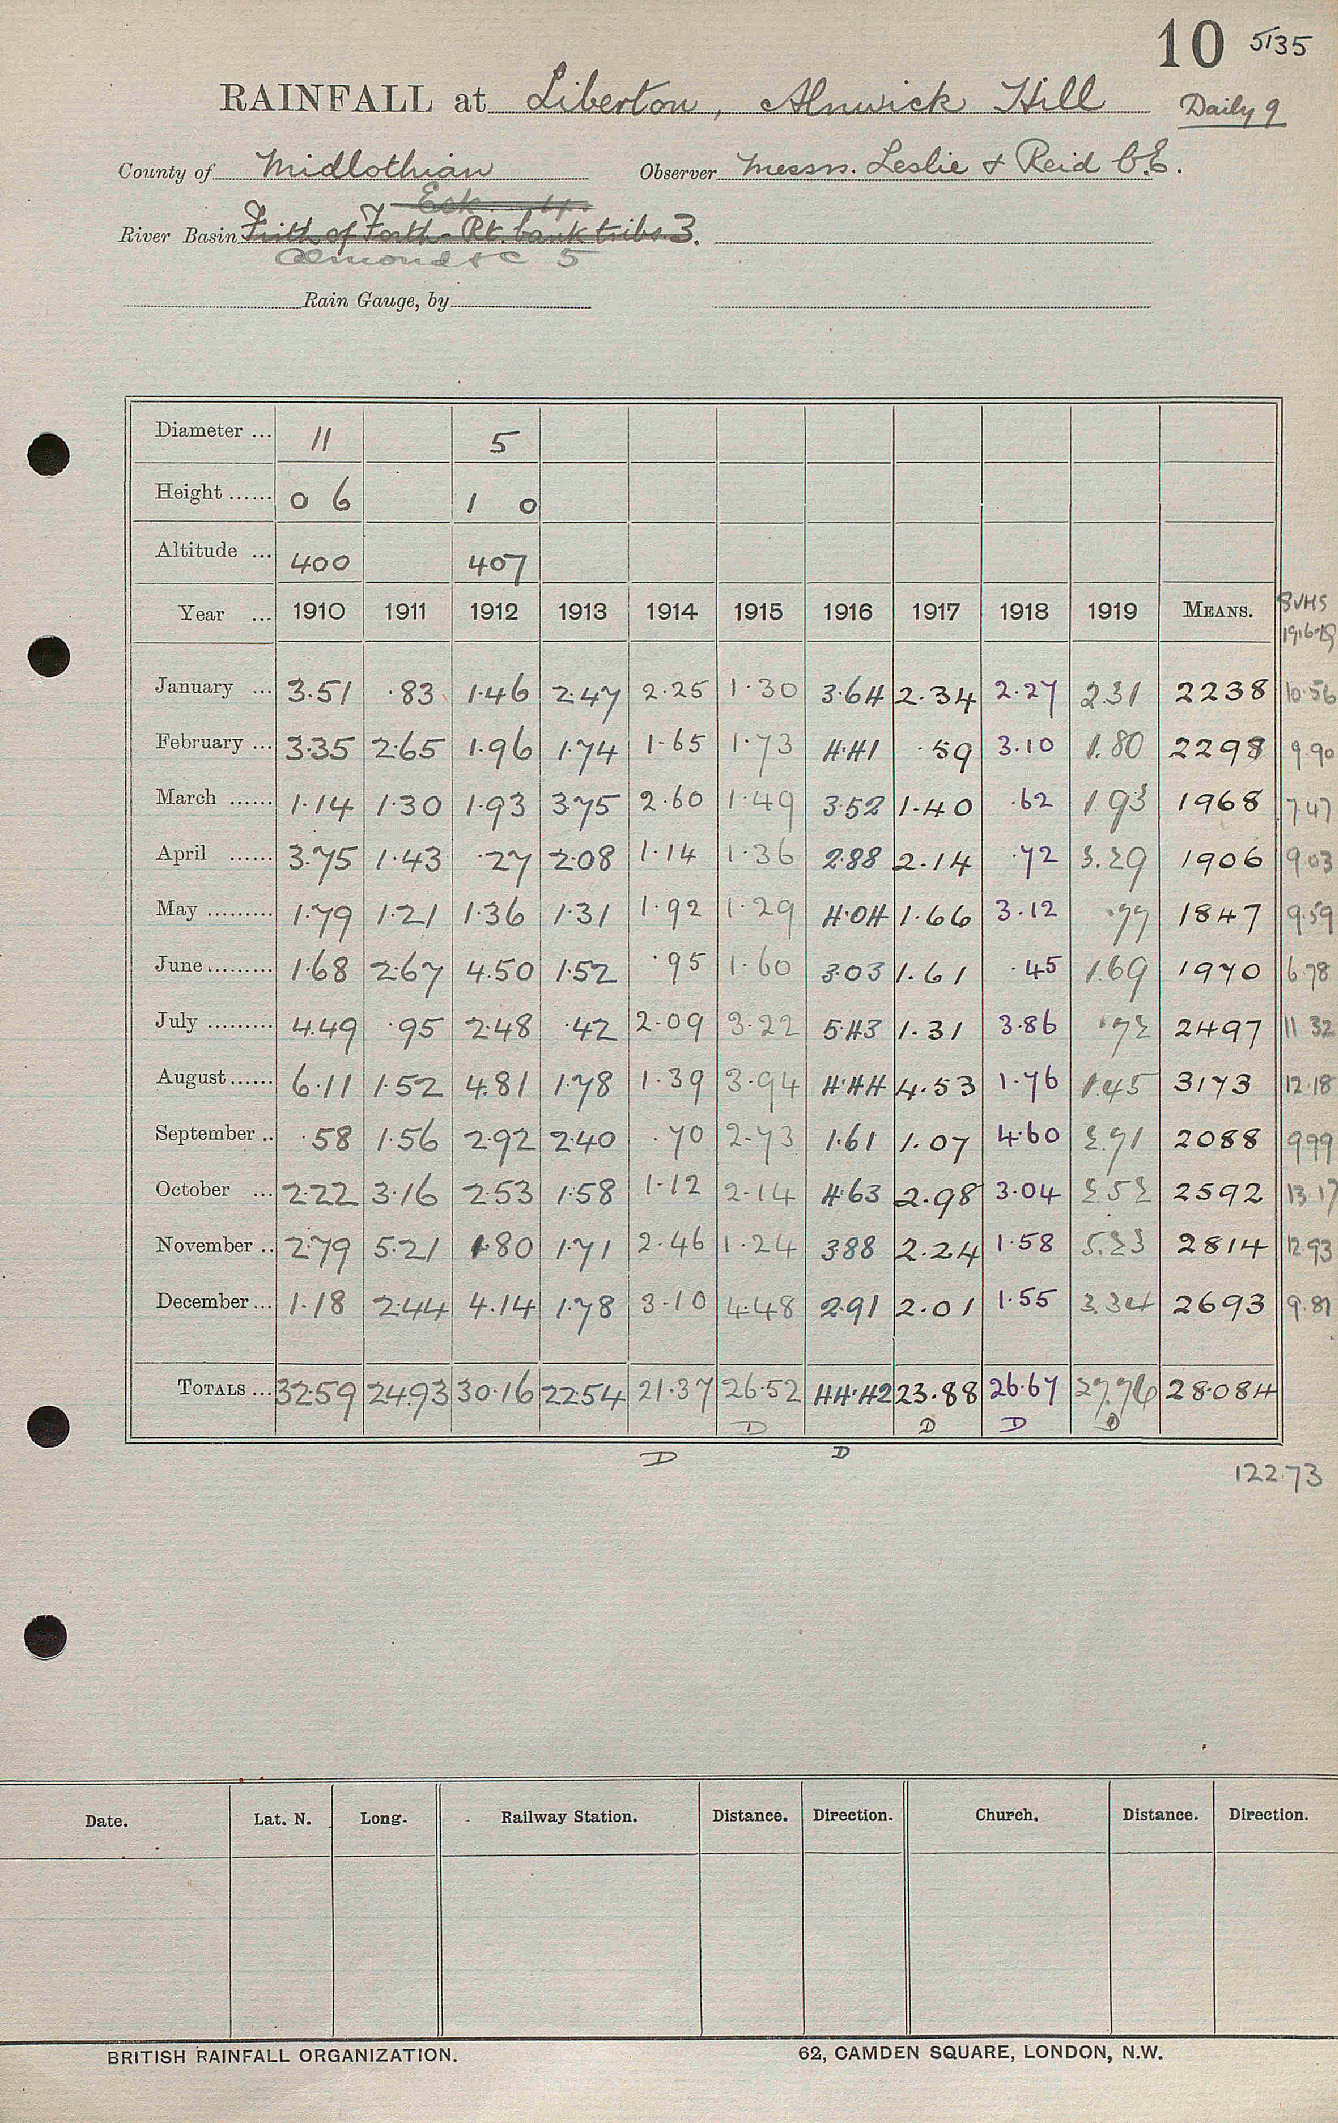 10 5135
RAINFALL at Liberton, Alnwick Hill Daily 9
County of Midlothian Observer Messrs. Leslie & Reid C.E.
Esk
River Basin Firth of Forth - Rt. bank tribs. 3.
Almond &c 5
Rain Gauge, by
Diameter ... 11 5
Height ...... 0 6 1 0
Altitude ... 400 407
Year ... 1910 1911 1912 1913 1914 1915 1916 1917 1918 1919 MEANS.
January ... 3.51 .83 1.46 2.47 2.25 1.30 3.64 2.34 2.27 2.31 2238 10.56
February ... 3.35 2.65 1.96 1.74 1.65 1.73 4.41 .59 3.10 1.80 2298 9.90
March ...... 1.14 1.30 1.93 3.75 2.60 1.49 3.52 1.40 .62 1.93 1968 7.47
April ...... 3.75 1.43 .27 2.08 1.14 1.36 2.88 2.14 .72 3.29 1906 9.03
May ......... 1.79 1.21 1.36 1.31 1.92 1.29 4.04 1.66 3.12 .77 1847 9.59
June ......... 1.68 2.67 4.50 1.52 .95 1.60 3.03 1.61 .45 1.69 1970 6.78
July ......... 4.49 .95 2.48 .42 2.09 3.22 5.43 1.31 3.86 .72 2497 11.32
August ...... 6.11 1.52 4.81 1.78 1.39 3.94 4.44 4.53 1.76 1.45 3173 12.18
September .. .58 1.56 2.92 2.40 .70 2.73 1.61 1.07 4.60 2.71 2088 9.99
October ... 2.22 3.16 2.53 1.58 1.12 2.14 4.63 2.98 3.04 2.52 2592 13.17
November .. 2.79 5.21 1.80 1.71 2.46 1.24 3.88 2.24 1.58 5.23 2814 12.93
December ... 1.18 2.44 4.14 1.78 3.10 4.48 2.91 2.01 1.55 3.34 2693 9.81
TOTALS ... 32.59 24.93 30.16 22.54 21.37 26.52 44.42 23.88 26.67 27.76 28.084
D D D D
D D
122.73
Date. Lat. N. Long. Railway Station. Distance. Direction. Church. Distance. Direction.
BRITISH RAINFALL ORGANIZATION. 62, CAMDEN SQUARE, LONDON, N.W.